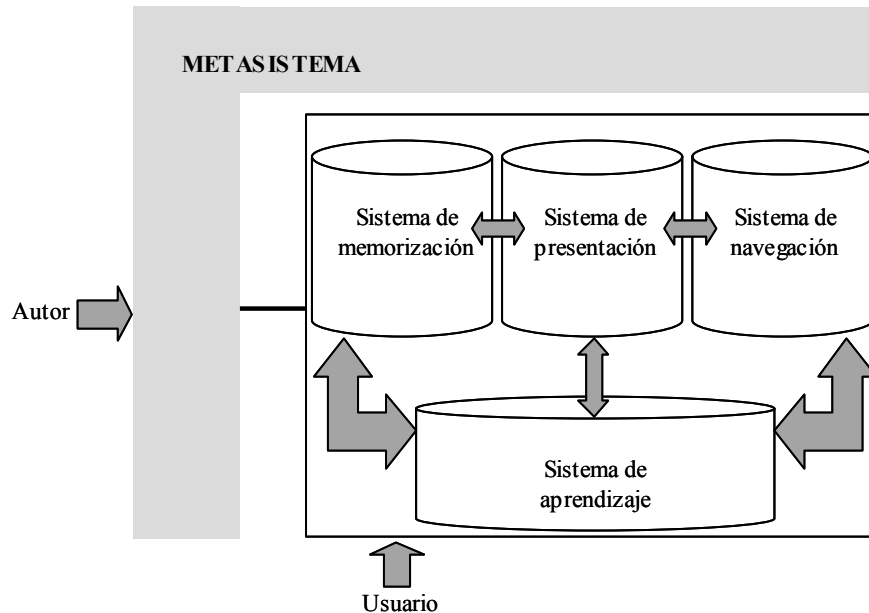 METASISTEMA
Sistema de
memorización
Sistema de
presentación
Sistema de
navegación
Autor
Sistema de
aprendizaje
Usuario